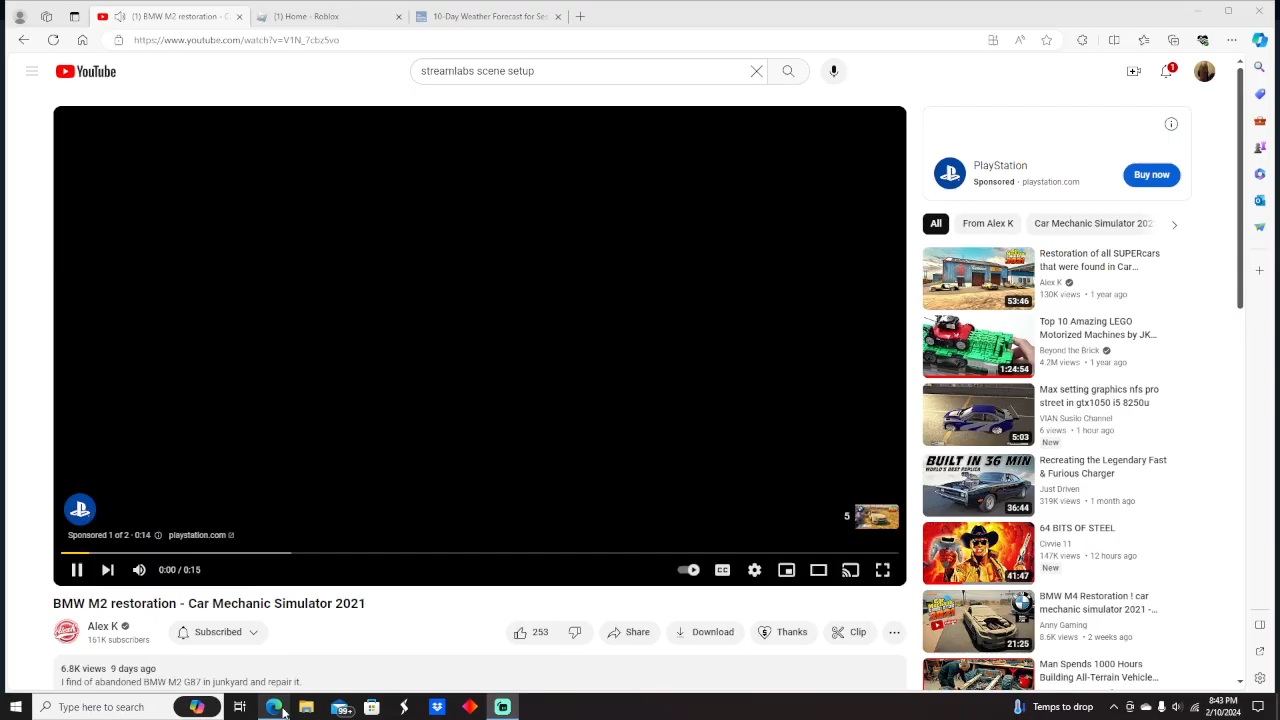 (1) BMW M2 restoration - C
(1) Home - Roblox
10-Day Weather Forecast for Se
https://www.youtube.com/watch?v=V1N_7cbz5vo
YouTube
streamlabs scene setup
1
PlayStation
Sponsored · playstation.com
Buy now
All
From Alex K
Car Mechanic Simulator 202
Restoration of all SUPERcars
that were found in Car...
Alex K
130K views · 1 year ago
53:46
Top 10 Amazing LEGO
Motorized Machines by JK...
Beyond the Brick
4.2M views · 1 year ago
1:24:54
Max setting graphics nfs pro
street in gtx1050 i5 8250u
VIAN Susilo Channel
6 views · 1 hour ago
New
5:03
BUILT IN 36 MIN
WORLD'S BEST REPLICA
Recreating the Legendary Fast
& Furious Charger
Just Driven
319K views · 1 month ago
36:44
64 BITS OF STEEL
Civvie 11
147K views · 12 hours ago
New
41:47
BMW M4 Restoration ! car
mechanic simulator 2021 -...
Anny Gaming
8.6K views · 2 weeks ago
21:25
Man Spends 1000 Hours
Building All-Terrain Vehicle...
5
Sponsored 1 of 2 · 0:14
playstation.com
0:00 / 0:15
CC
BMW M2 restoration - Car Mechanic Simulator 2021
Alex K
161K subscribers
Subscribed
253
Share
Download
Thanks
Clip
6.8K views 9 days ago
I find of abandoned BMW M2 G87 in junkyard and repair it.
Type here to search
99+
Temps to drop
8:43 PM
2/10/2024